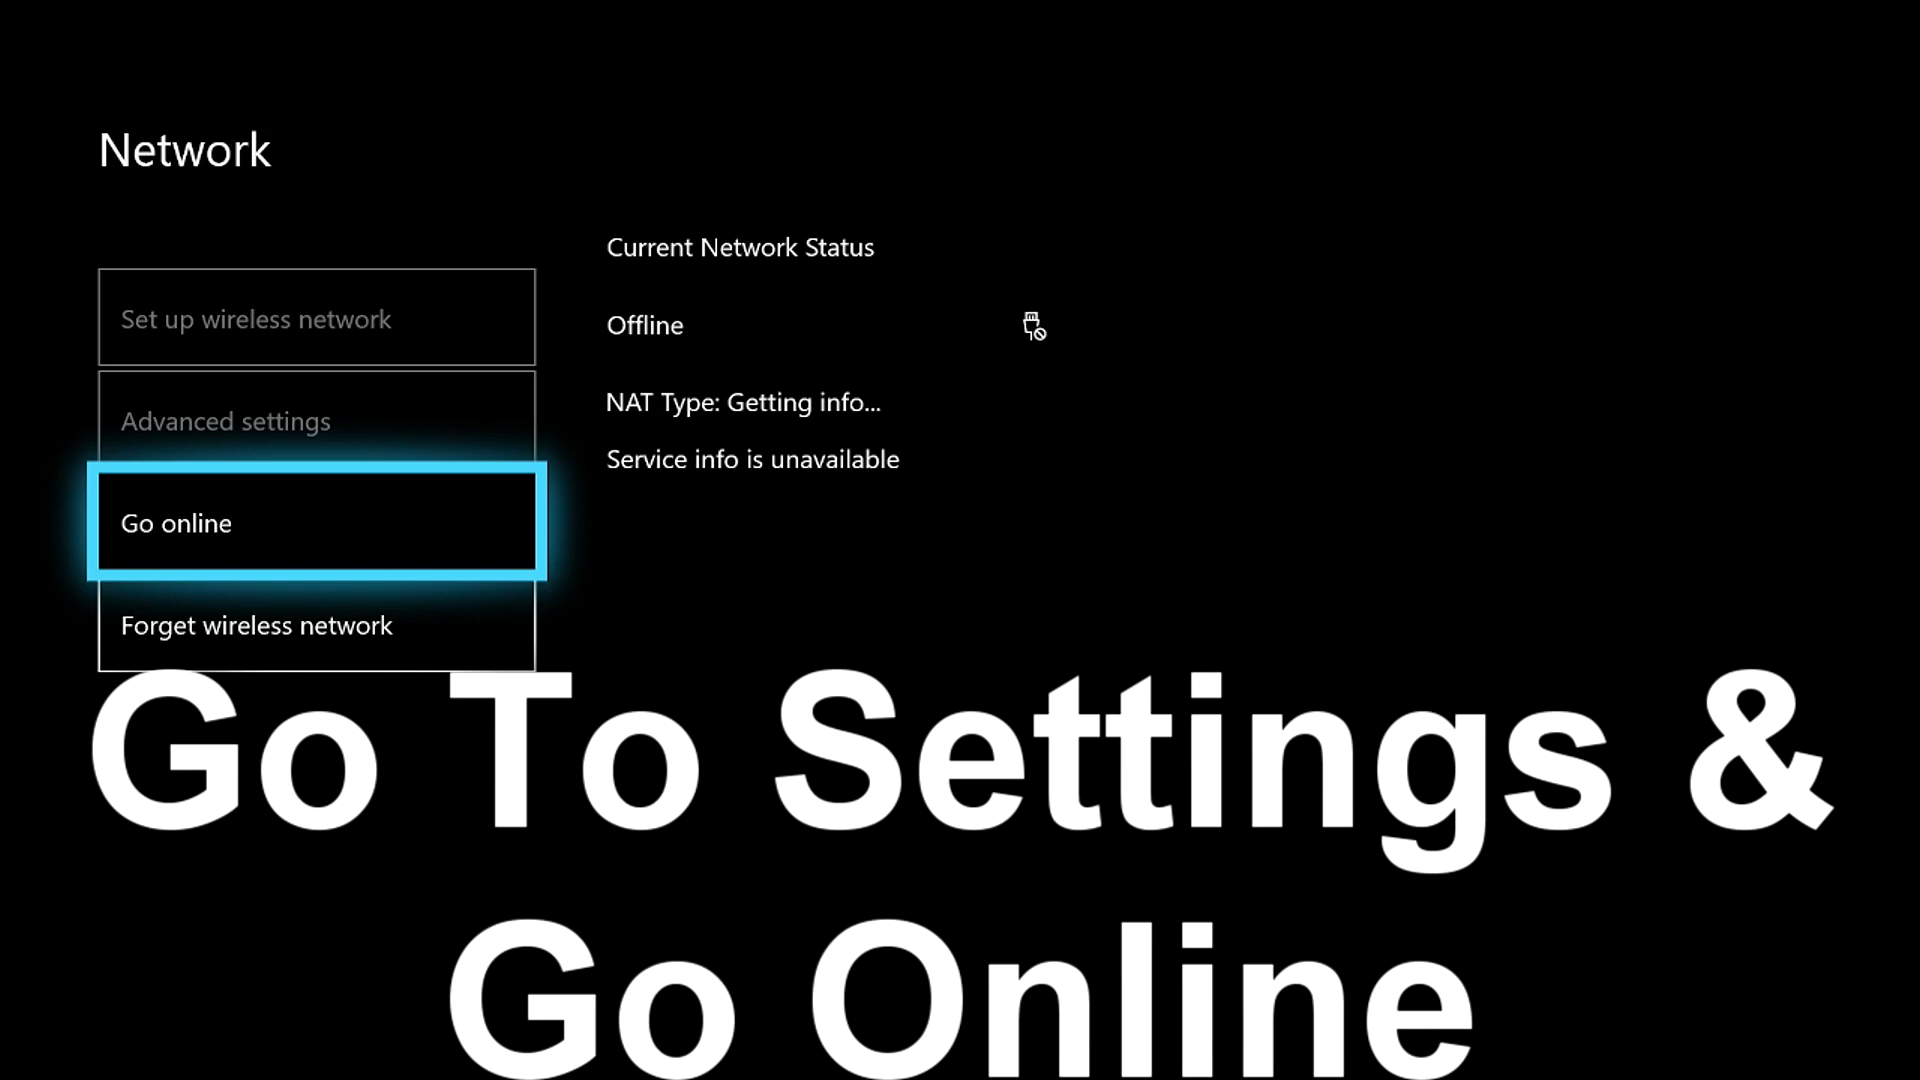 Network
Set up wireless network
Advanced settings
Go online
Forget wireless network
Current Network Status
Offline
NAT Type: Getting info...
Service info is unavailable
Go To Settings &
Go Online